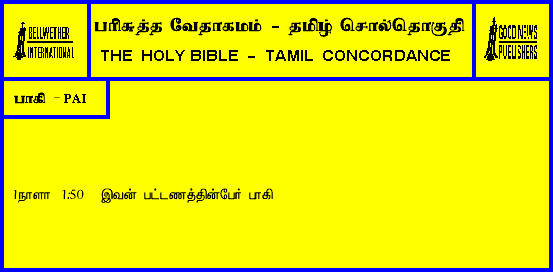 BELLWETHER
INTERNATIONAL
பரிசுத்த வேதாகமம் - தமிழ் சொல்தொகுதி
THE HOLY BIBLE - TAMIL CONCORDANCE
GOOD NEWS
PUBLISHERS
பாகி - PAI
1நாளா 1:50 இவன் பட்டணத்தின்பேர் பாகி